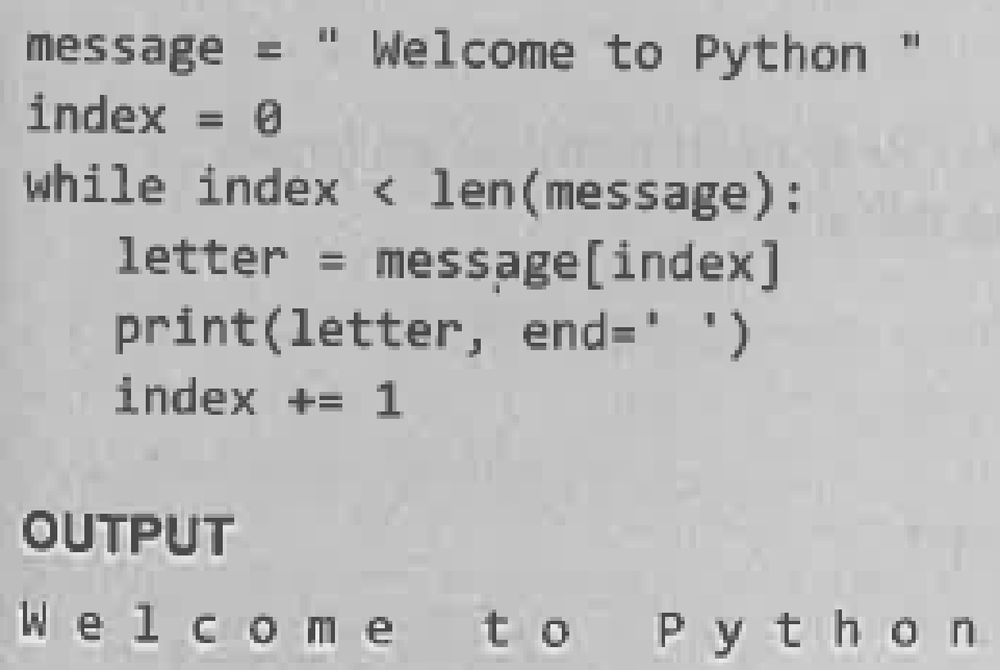 message = " Welcome to Python "
index = 0
while index < len(message):
   letter = message[index]
   print(letter, end=' ')
   index += 1
OUTPUT
W e l c o m e   t o   P y t h o n